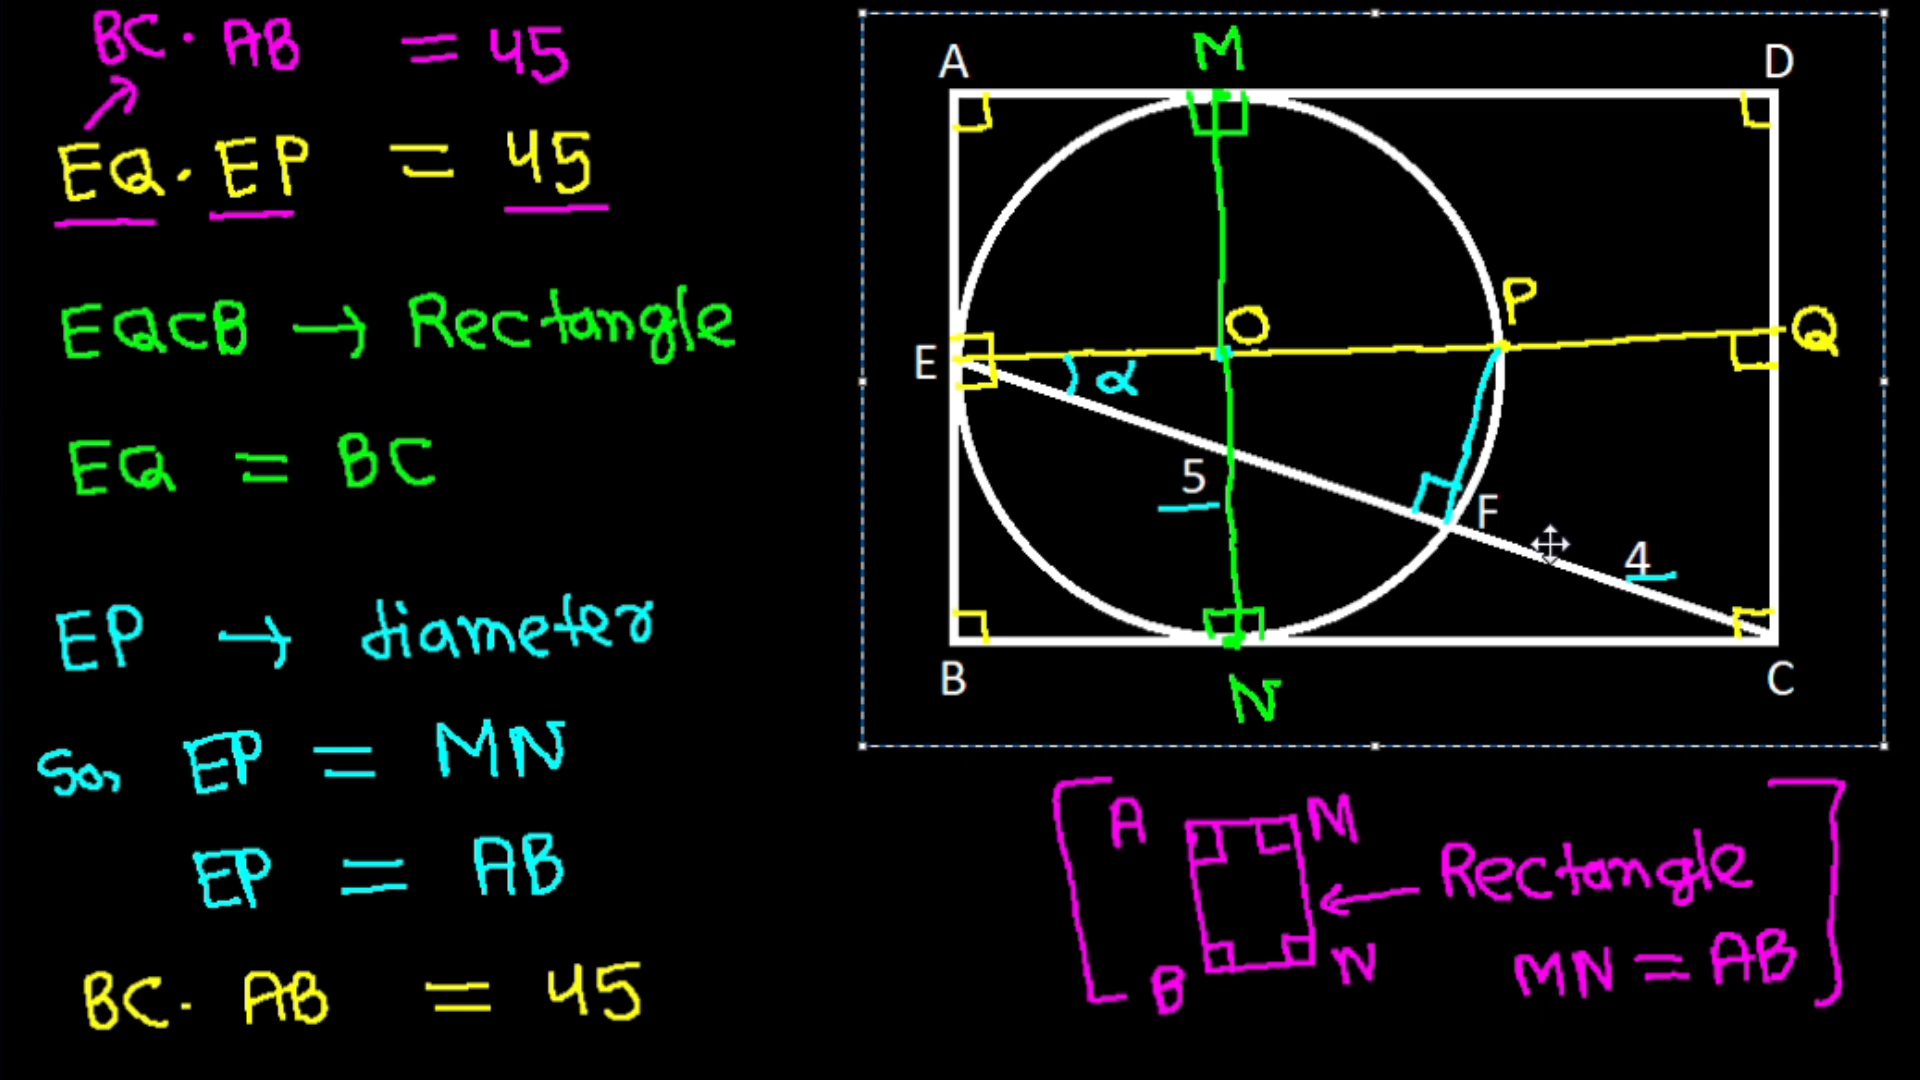 BC · AB = 45
EQ · EP = 45
EQCB → Rectangle
EQ = BC
EP → diameter
So, EP = MN
EP = AB
BC · AB = 45
A M D
O P Q
E α
5 F
4
B N C
A M
Rectangle
B N MN = AB